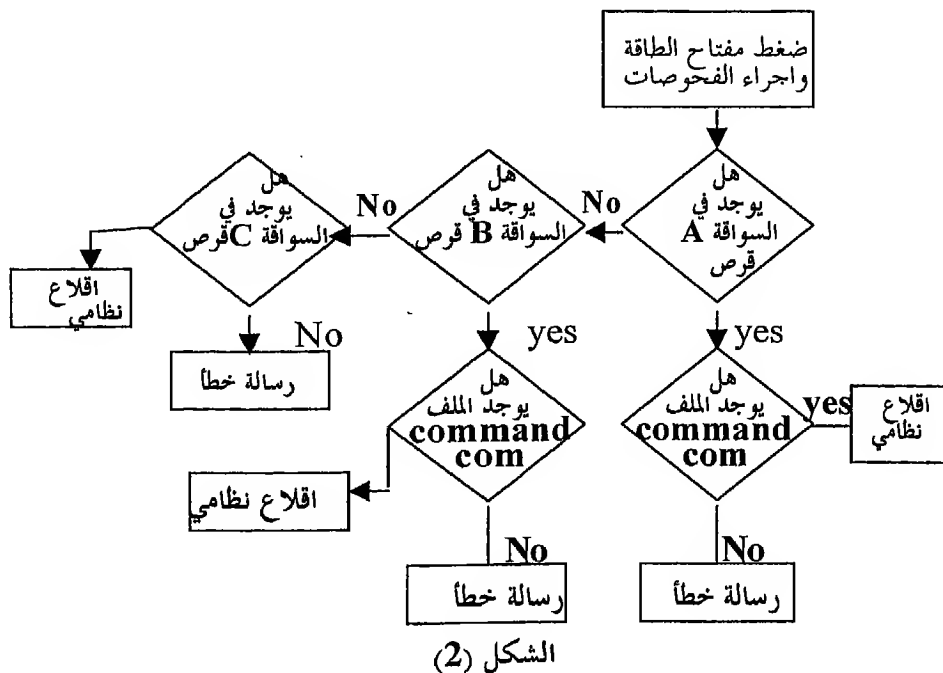 ضغط مفتاح الطاقة
واجراء الفحوصات
هل
يوجد في
السواقة A
قرص
No
هل
يوجد في
السواقة B قرص
No
هل
يوجد في
السواقة C قرص
اقلاع
نظامي
No
رسالة خطأ
yes
هل
يوجد الملف
command
com
yes
اقلاع
نظامي
No
رسالة خطأ
yes
هل
يوجد الملف
command
com
اقلاع نظامي
No
رسالة خطأ
الشكل (2)